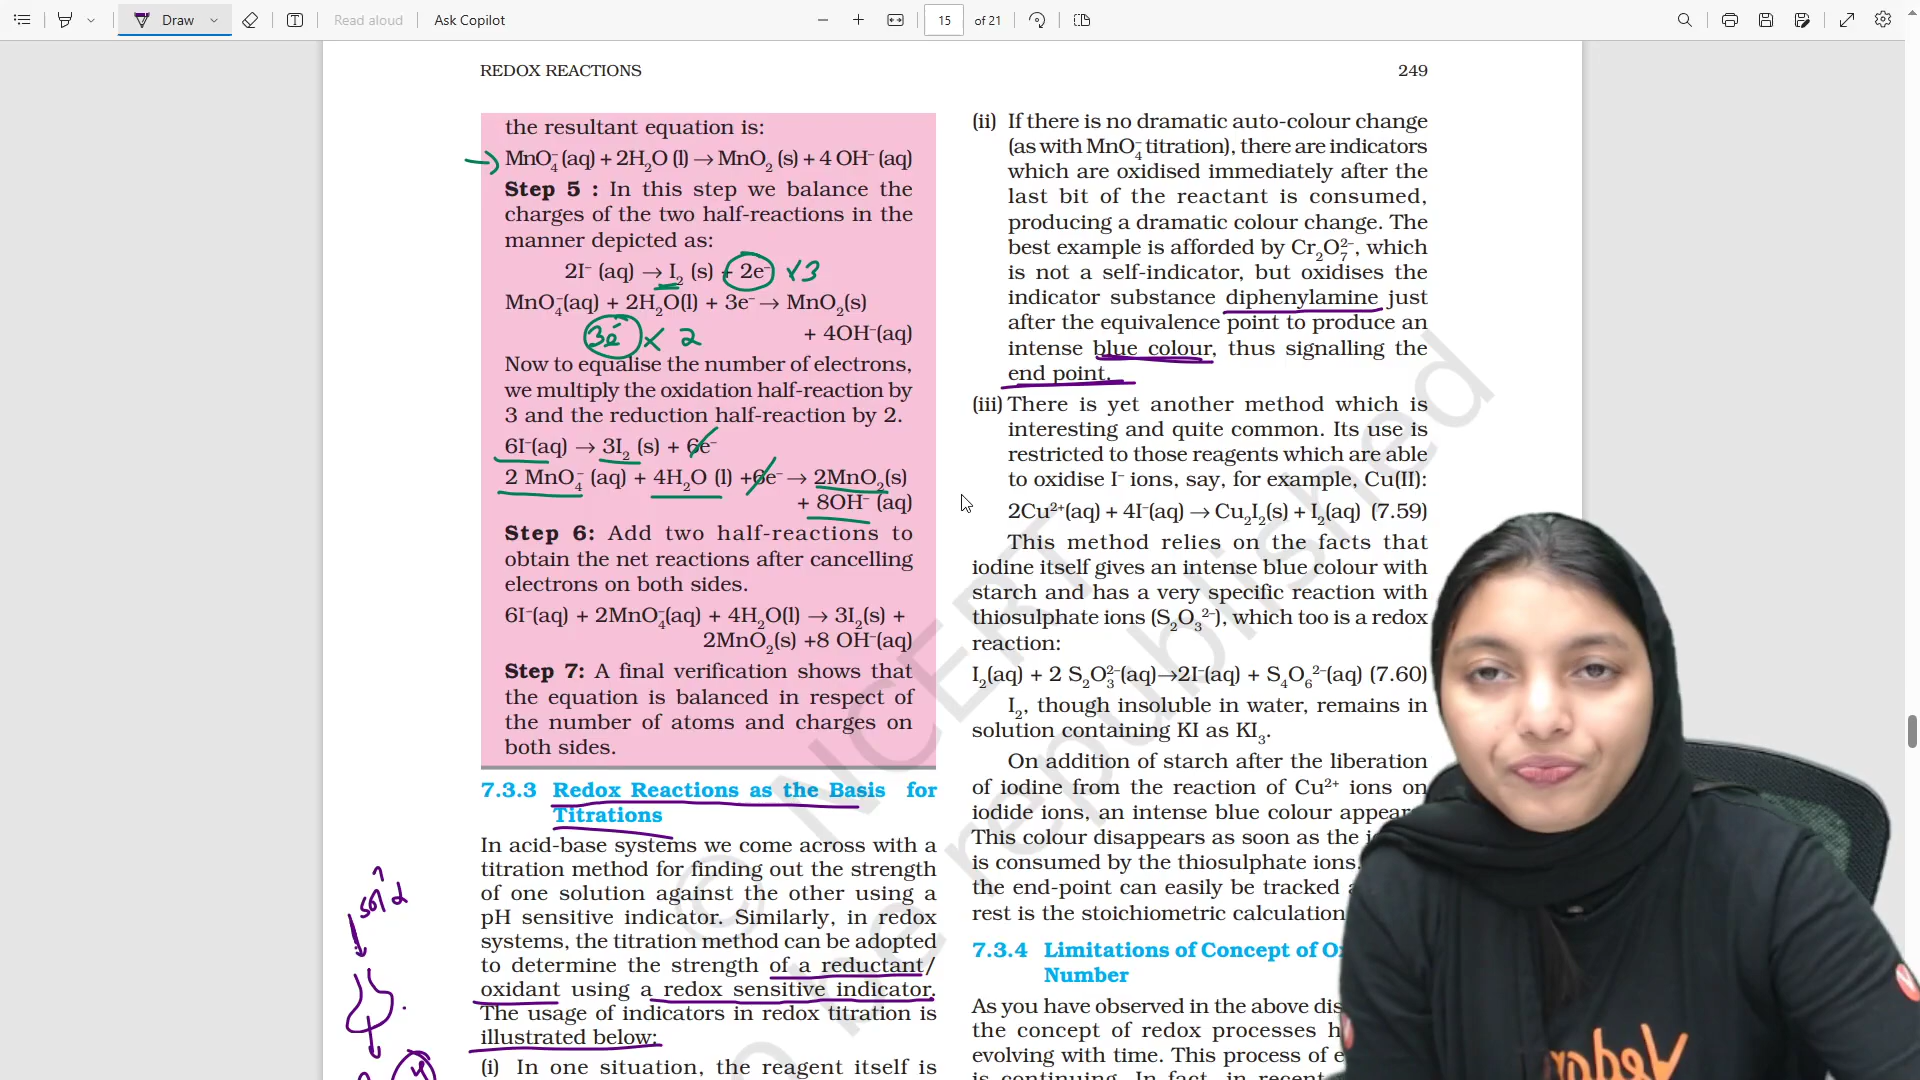 Draw
Read aloud
Ask Copilot
15
of 21
REDOX REACTIONS
249
the resultant equation is:
MnO₄⁻ (aq) + 2H₂O (l) → MnO₂ (s) + 4 OH⁻ (aq)
Step 5 : In this step we balance the
charges of the two half-reactions in the
manner depicted as:
2I⁻ (aq) → I₂ (s) + 2e⁻ ×3
MnO₄⁻(aq) + 2H₂O(l) + 3e⁻ → MnO₂(s)
+ 4OH⁻(aq)
3e⁻ × 2
Now to equalise the number of electrons,
we multiply the oxidation half-reaction by
3 and the reduction half-reaction by 2.
6I⁻(aq) → 3I₂ (s) + 6e⁻
2 MnO₄⁻ (aq) + 4H₂O (l) +6e⁻ → 2MnO₂(s)
+ 8OH⁻ (aq)
Step 6: Add two half-reactions to
obtain the net reactions after cancelling
electrons on both sides.
6I⁻(aq) + 2MnO₄⁻(aq) + 4H₂O(l) → 3I₂(s) +
2MnO₂(s) +8 OH⁻(aq)
Step 7: A final verification shows that
the equation is balanced in respect of
the number of atoms and charges on
both sides.
7.3.3 Redox Reactions as the Basis for
Titrations
In acid-base systems we come across with a
titration method for finding out the strength
of one solution against the other using a
pH sensitive indicator. Similarly, in redox
systems, the titration method can be adopted
to determine the strength of a reductant/
oxidant using a redox sensitive indicator.
The usage of indicators in redox titration is
illustrated below:
(i) In one situation, the reagent itself is
(ii) If there is no dramatic auto-colour change
(as with MnO₄⁻ titration), there are indicators
which are oxidised immediately after the
last bit of the reactant is consumed,
producing a dramatic colour change. The
best example is afforded by Cr₂O₇²⁻, which
is not a self-indicator, but oxidises the
indicator substance diphenylamine just
after the equivalence point to produce an
intense blue colour, thus signalling the
end point.
(iii) There is yet another method which is
interesting and quite common. Its use is
restricted to those reagents which are able
to oxidise I⁻ ions, say, for example, Cu(II):
2Cu²⁺(aq) + 4I⁻(aq) → Cu₂I₂(s) + I₂(aq) (7.59)
This method relies on the facts that
iodine itself gives an intense blue colour with
starch and has a very specific reaction with
thiosulphate ions (S₂O₃²⁻), which too is a redox
reaction:
I₂(aq) + 2 S₂O₃²⁻(aq)→2I⁻(aq) + S₄O₆²⁻(aq) (7.60)
I₂, though insoluble in water, remains in
solution containing KI as KI₃.
On addition of starch after the liberation
of iodine from the reaction of Cu²⁺ ions on
iodide ions, an intense blue colour appear
This colour disappears as soon as the
is consumed by the thiosulphate ions.
the end-point can easily be tracked
rest is the stoichiometric calculation
7.3.4 Limitations of Concept of
Number
As you have observed in the above
the concept of redox processes
evolving with time. This process of
is continuing. In fact, in recent
© NCERT
republished